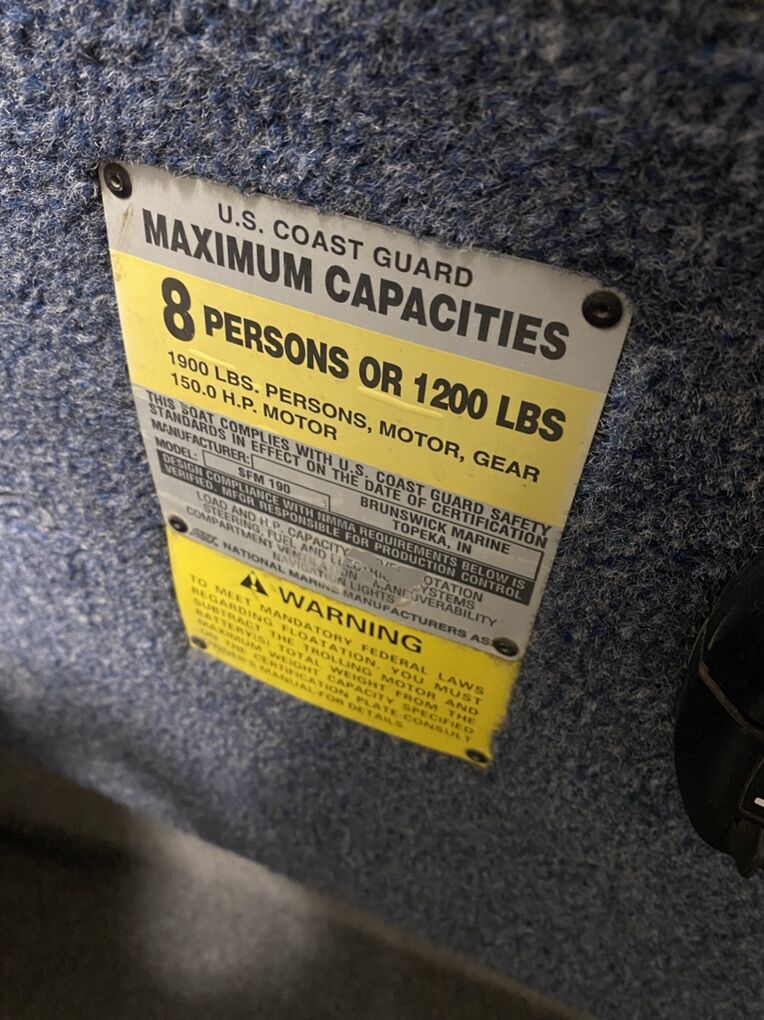 U.S. COAST GUARD
MAXIMUM CAPACITIES
8 PERSONS OR 1200 LBS
1900 LBS. PERSONS, MOTOR, GEAR
150.0 H.P. MOTOR
THIS BOAT COMPLIES WITH U.S. COAST GUARD SAFETY
STANDARDS IN EFFECT ON THE DATE OF CERTIFICATION
MANUFACTURER: BRUNSWICK MARINE
MODEL: SFM 190 TOPEKA, IN
DESIGN COMPLIANCE WITH NMMA REQUIREMENTS BELOW IS
VERIFIED. MFGR RESPONSIBLE FOR PRODUCTION CONTROL
LOAD AND H.P. CAPACITY OTATION
STEERING, FUEL AND YSTEMS
COMPARTMENT VENTILATION MANEUVERABILITY
NAVIGATION LIGHTS
NATIONAL MARINE MANUFACTURERS ASS
WARNING
TO MEET MANDATORY FEDERAL LAWS
REGARDING FLOATATION, YOU MUST
SUBTRACT THE TROLLING MOTOR AND
BATTERY(S) TOTAL WEIGHT FROM THE
MAXIMUM WEIGHT CAPACITY SPECIFIED
ON THE CERTIFICATION PLATE-CONSULT
MANUAL FOR DETAILS